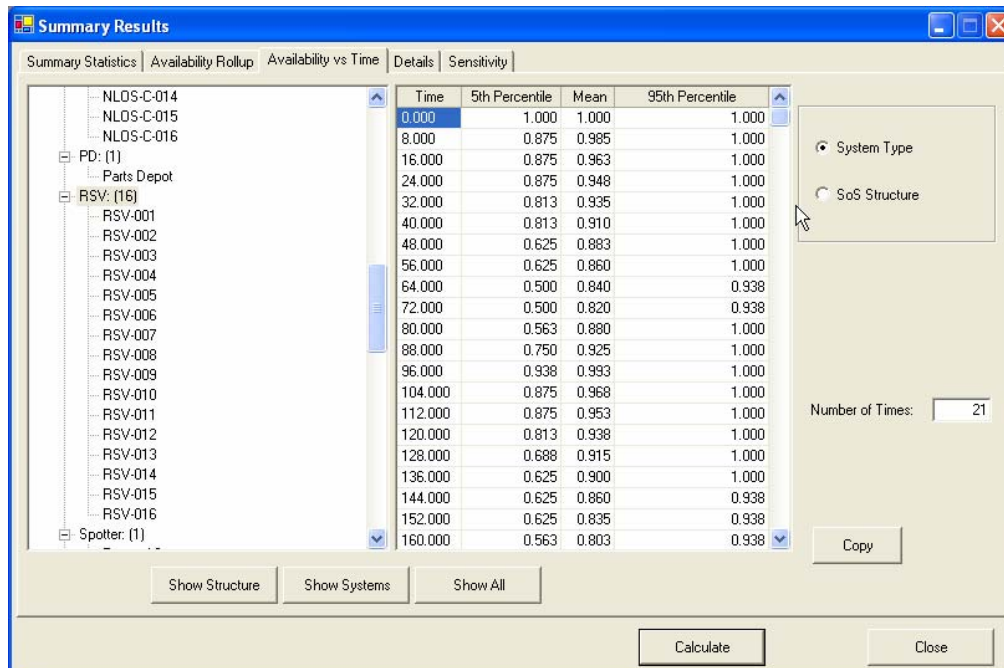 Summary Results
Summary Statistics Availability Rollup Availability vs Time Details Sensitivity
NLOS-C-014
NLOS-C-015
NLOS-C-016
PD: (1)
Parts Depot
RSV: (16)
RSV-001
RSV-002
RSV-003
RSV-004
RSV-005
RSV-006
RSV-007
RSV-008
RSV-009
RSV-010
RSV-011
RSV-012
RSV-013
RSV-014
RSV-015
RSV-016
Spotter: (1)
Time 5th Percentile Mean 95th Percentile
0.000 1.000 1.000 1.000
8.000 0.875 0.985 1.000
16.000 0.875 0.963 1.000
24.000 0.875 0.948 1.000
32.000 0.813 0.935 1.000
40.000 0.813 0.910 1.000
48.000 0.625 0.883 1.000
56.000 0.625 0.860 1.000
64.000 0.500 0.840 0.938
72.000 0.500 0.820 0.938
80.000 0.563 0.880 1.000
88.000 0.750 0.925 1.000
96.000 0.938 0.993 1.000
104.000 0.875 0.968 1.000
112.000 0.875 0.953 1.000
120.000 0.813 0.938 1.000
128.000 0.688 0.915 1.000
136.000 0.625 0.900 1.000
144.000 0.625 0.860 0.938
152.000 0.625 0.835 0.938
160.000 0.563 0.803 0.938
System Type
SoS Structure
Number of Times: 21
Copy
Show Structure Show Systems Show All
Calculate Close